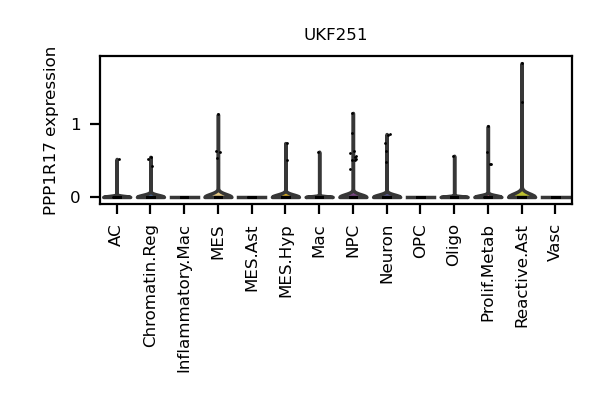 UKF251
PPP1R17 expression
1
0
AC
Chromatin.Reg
Inflammatory.Mac
MES
MES.Ast
MES.Hyp
Mac
NPC
Neuron
OPC
Oligo
Prolif.Metab
Reactive.Ast
Vasc